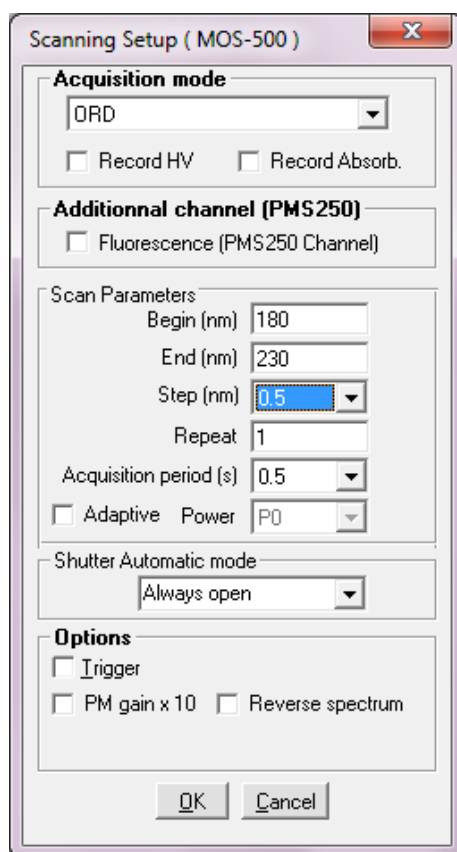 Scanning Setup ( MOS-500 )
Acquisition mode
ORD
Record HV Record Absorb.
Additionnal channel (PMS250)
Fluorescence (PMS250 Channel)
Scan Parameters
Begin (nm) 180
End (nm) 230
Step (nm) 0.5
Repeat 1
Acquisition period (s) 0.5
Adaptive Power P0
Shutter Automatic mode
Always open
Options
Trigger
PM gain x 10 Reverse spectrum
OK Cancel